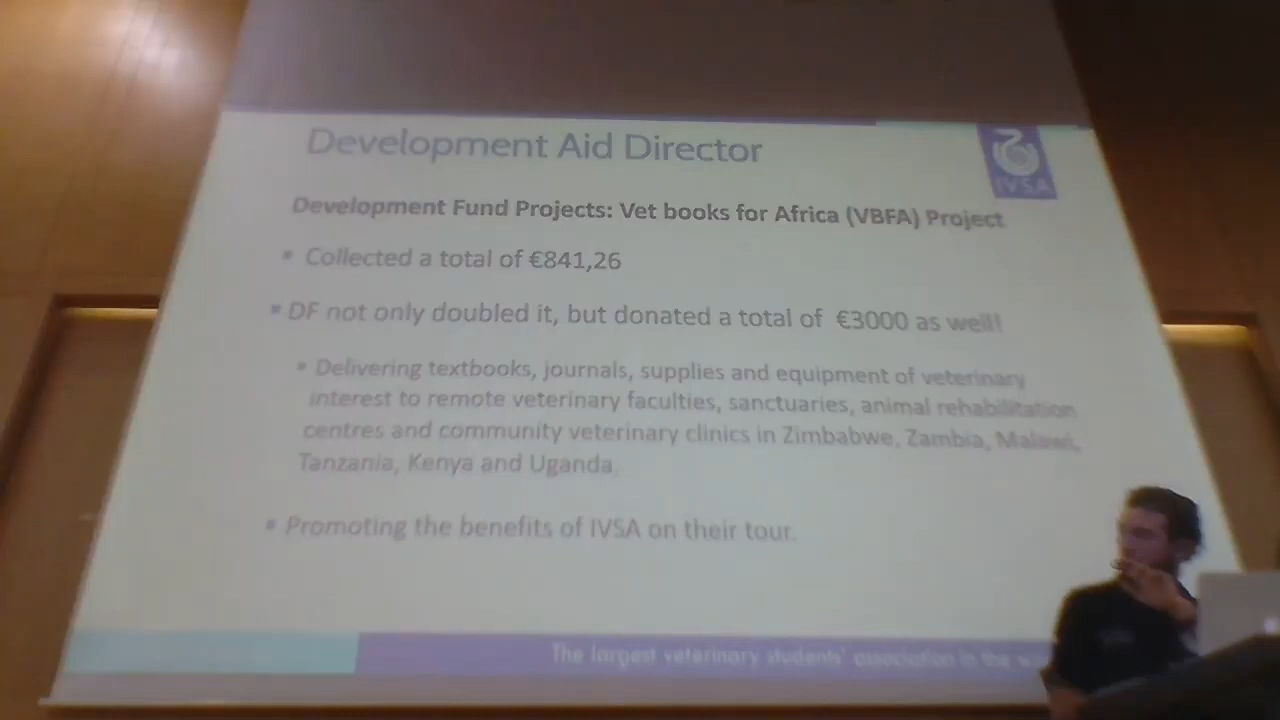 Development Aid Director
IVSA
Development Fund Projects: Vet books for Africa (VBFA) Project
Collected a total of €841,26
DF not only doubled it, but donated a total of €3000 as well!
Delivering textbooks, journals, supplies and equipment of veterinary
interest to remote veterinary faculties, sanctuaries, animal rehabilitation
centres and community veterinary clinics in Zimbabwe, Zambia, Malawi,
Tanzania, Kenya and Uganda.
Promoting the benefits of IVSA on their tour.
The largest veterinary students' association in the